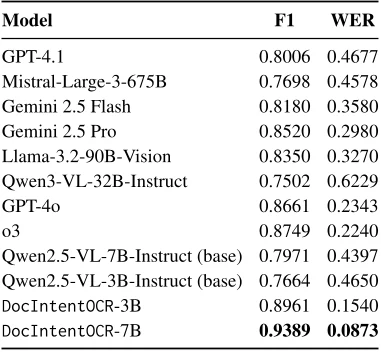 Model F1 WER
GPT-4.1 0.8006 0.4677
Mistral-Large-3-675B 0.7698 0.4578
Gemini 2.5 Flash 0.8180 0.3580
Gemini 2.5 Pro 0.8520 0.2980
Llama-3.2-90B-Vision 0.8350 0.3270
Qwen3-VL-32B-Instruct 0.7502 0.6229
GPT-4o 0.8661 0.2343
o3 0.8749 0.2240
Qwen2.5-VL-7B-Instruct (base) 0.7971 0.4397
Qwen2.5-VL-3B-Instruct (base) 0.7664 0.4650
DocIntentOCR-3B 0.8961 0.1540
DocIntentOCR-7B 0.9389 0.0873